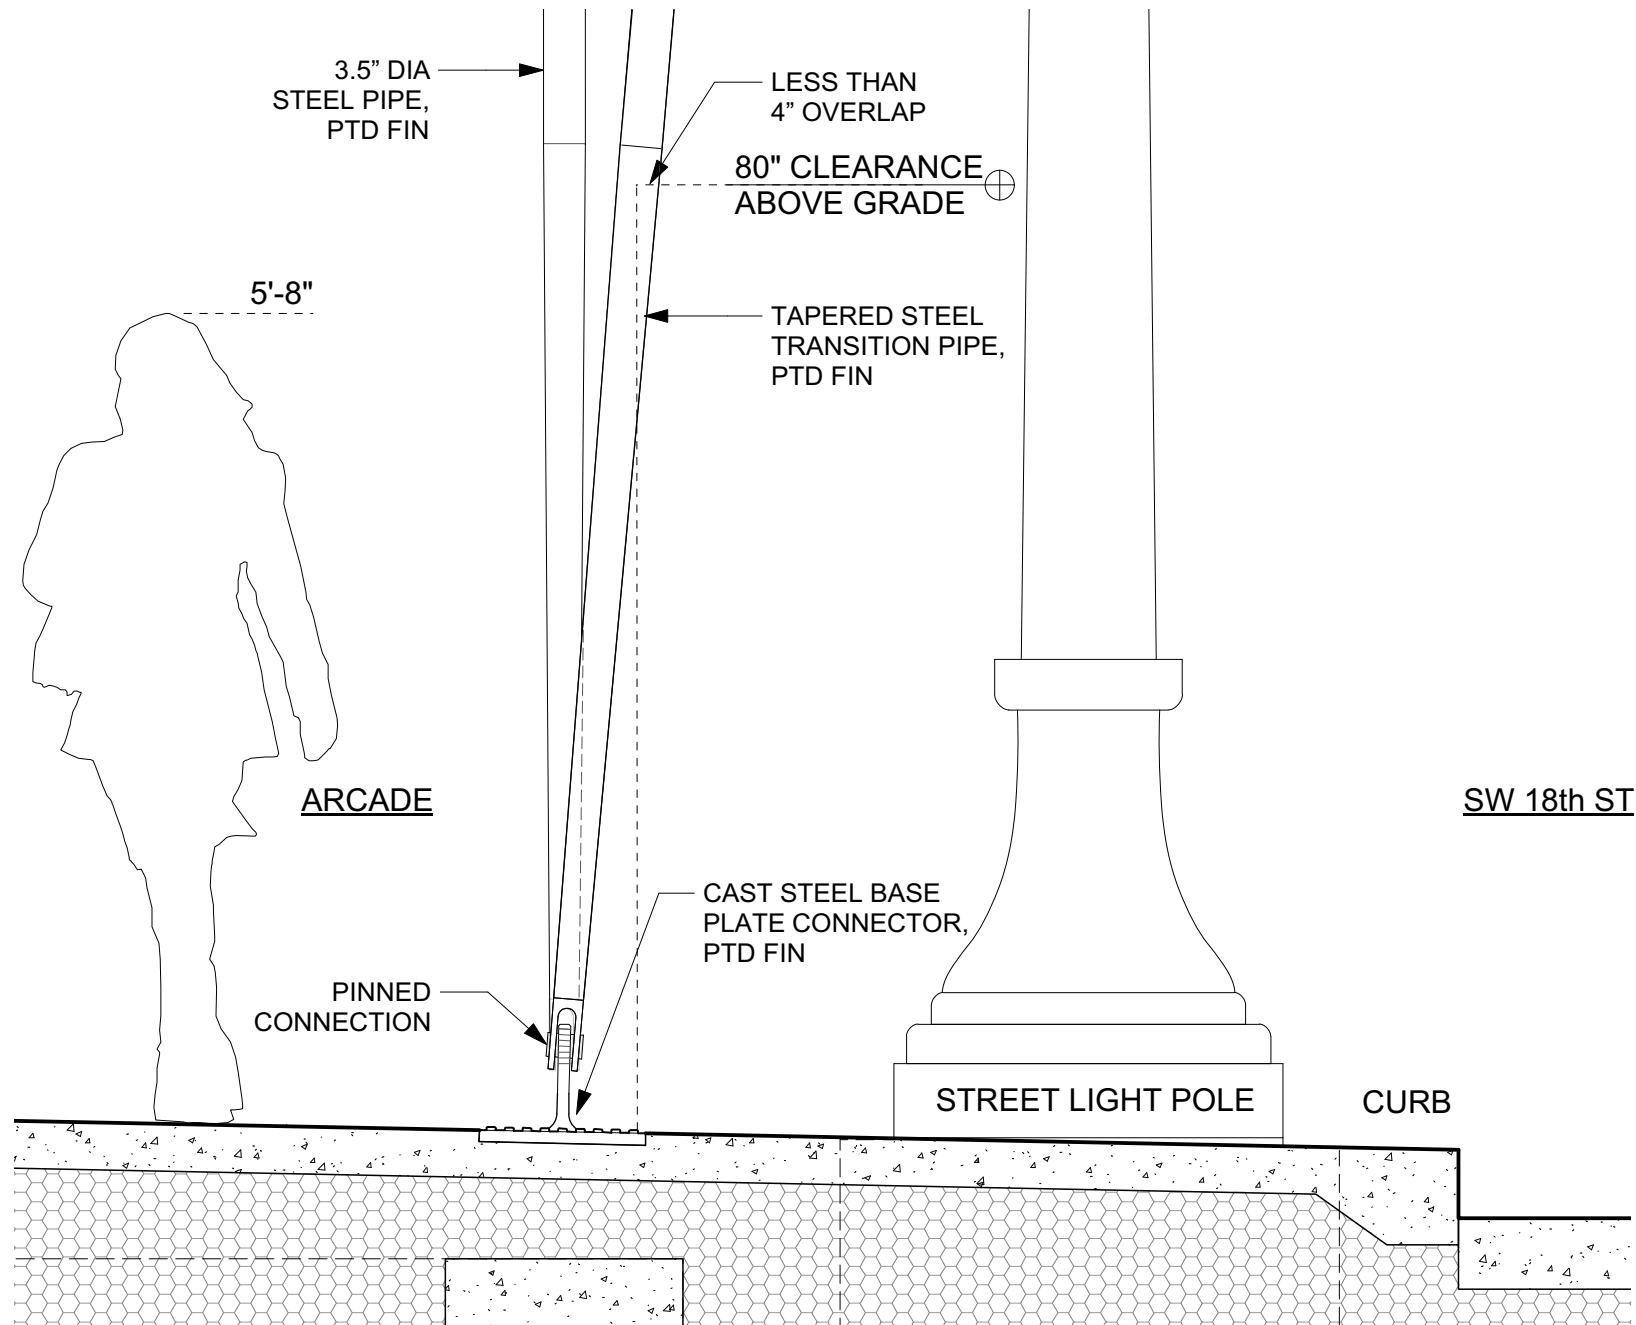 3.5” DIA
STEEL PIPE,
PTD FIN
LESS THAN
4” OVERLAP
80" CLEARANCE
ABOVE GRADE
5'-8"
TAPERED STEEL
TRANSITION PIPE,
PTD FIN
ARCADE
SW 18th ST
CAST STEEL BASE
PLATE CONNECTOR,
PTD FIN
PINNED
CONNECTION
STREET LIGHT POLE
CURB